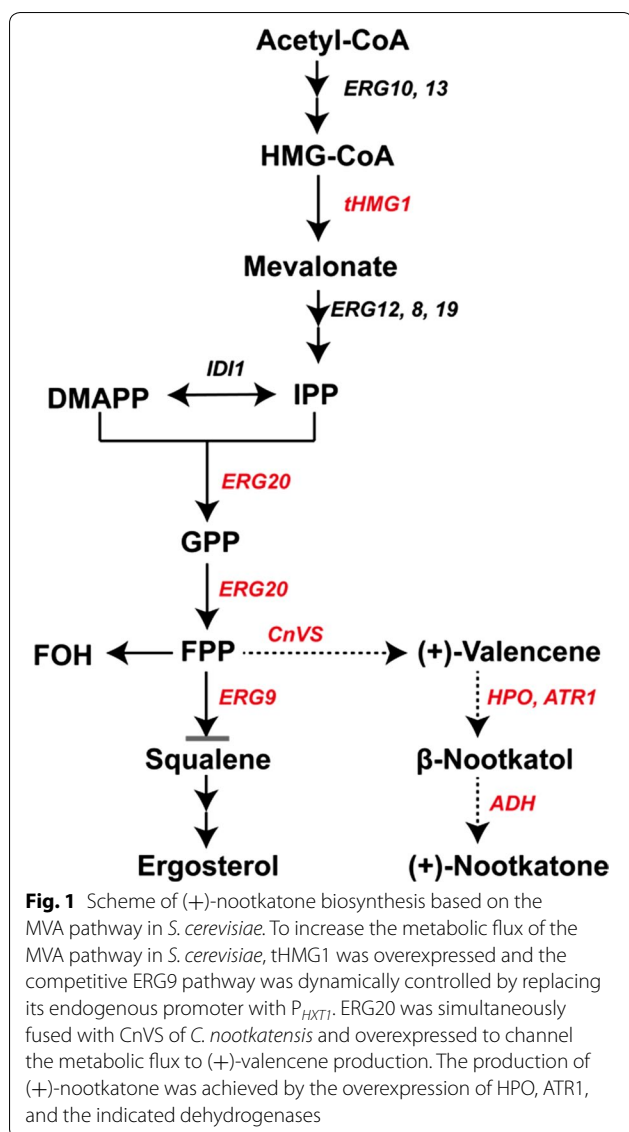 Acetyl-CoA
ERG10, 13
HMG-CoA
tHMG1
Mevalonate
ERG12, 8, 19
IDI1
DMAPP
IPP
ERG20
GPP
ERG20
CnVS
FOH
FPP
(+)-Valencene
ERG9
HPO, ATR1
Squalene
β-Nootkatol
ADH
Ergosterol
(+)-Nootkatone
Fig. 1 Scheme of (+)-nootkatone biosynthesis based on the
MVA pathway in S. cerevisiae. To increase the metabolic flux of the
MVA pathway in S. cerevisiae, tHMG1 was overexpressed and the
competitive ERG9 pathway was dynamically controlled by replacing
its endogenous promoter with PHXT1. ERG20 was simultaneously
fused with CnVS of C. nootkatensis and overexpressed to channel
the metabolic flux to (+)-valencene production. The production of
(+)-nootkatone was achieved by the overexpression of HPO, ATR1,
and the indicated dehydrogenases